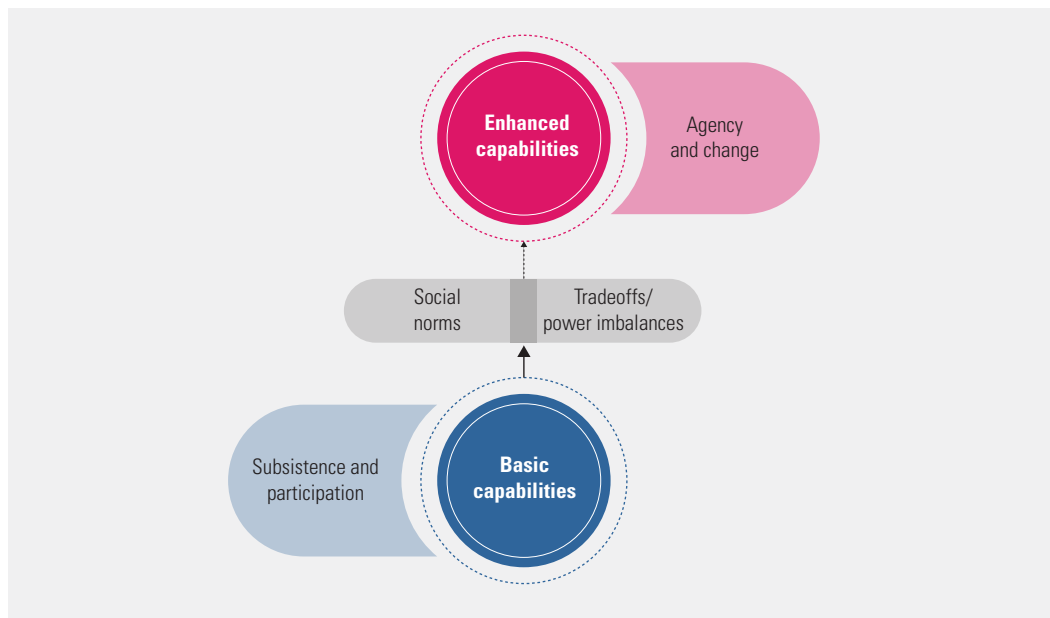 Enhanced
capabilities
Agency
and change
Social
norms
Tradeoffs/
power imbalances
Subsistence and
participation
Basic
capabilities